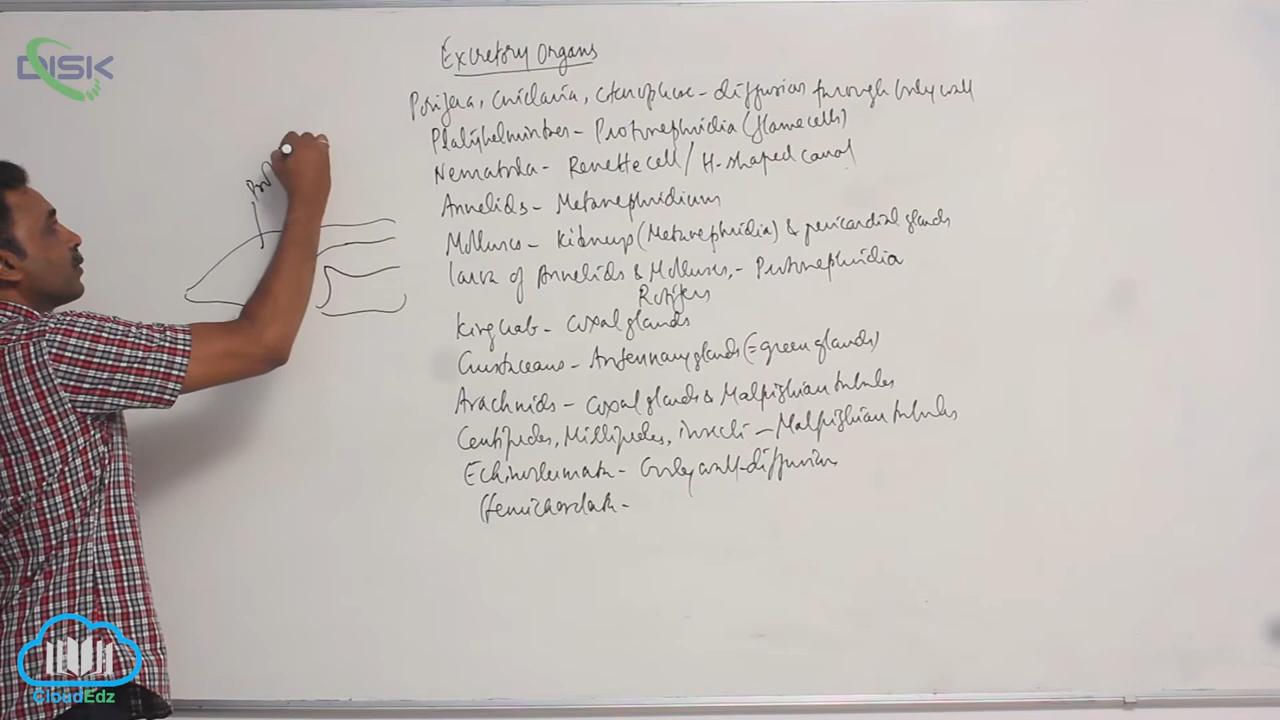 DISK
Excretory Organs
Porifera, Cnidaria, Ctenophore - diffusion through body wall
Platyhelminthes - Protonephridia (flame cells)
Nematoda - Renette cell / H-shaped canal
Annelids - Metanephridium
Molluscs - Kidneys (Metanephridia) & pericardial glands
larva of Annelids & Molluscs, - Protonephridia
Rotifers
King crab - Coxal glands
Crustaceans - Antennary glands (= green glands)
Arachnids - Coxal glands & Malpighian tubules
Centipedes, Millipedes, insects - Malpighian tubules
Echinodermata - Body wall - diffusion
Hemichordata -
CloudEdz